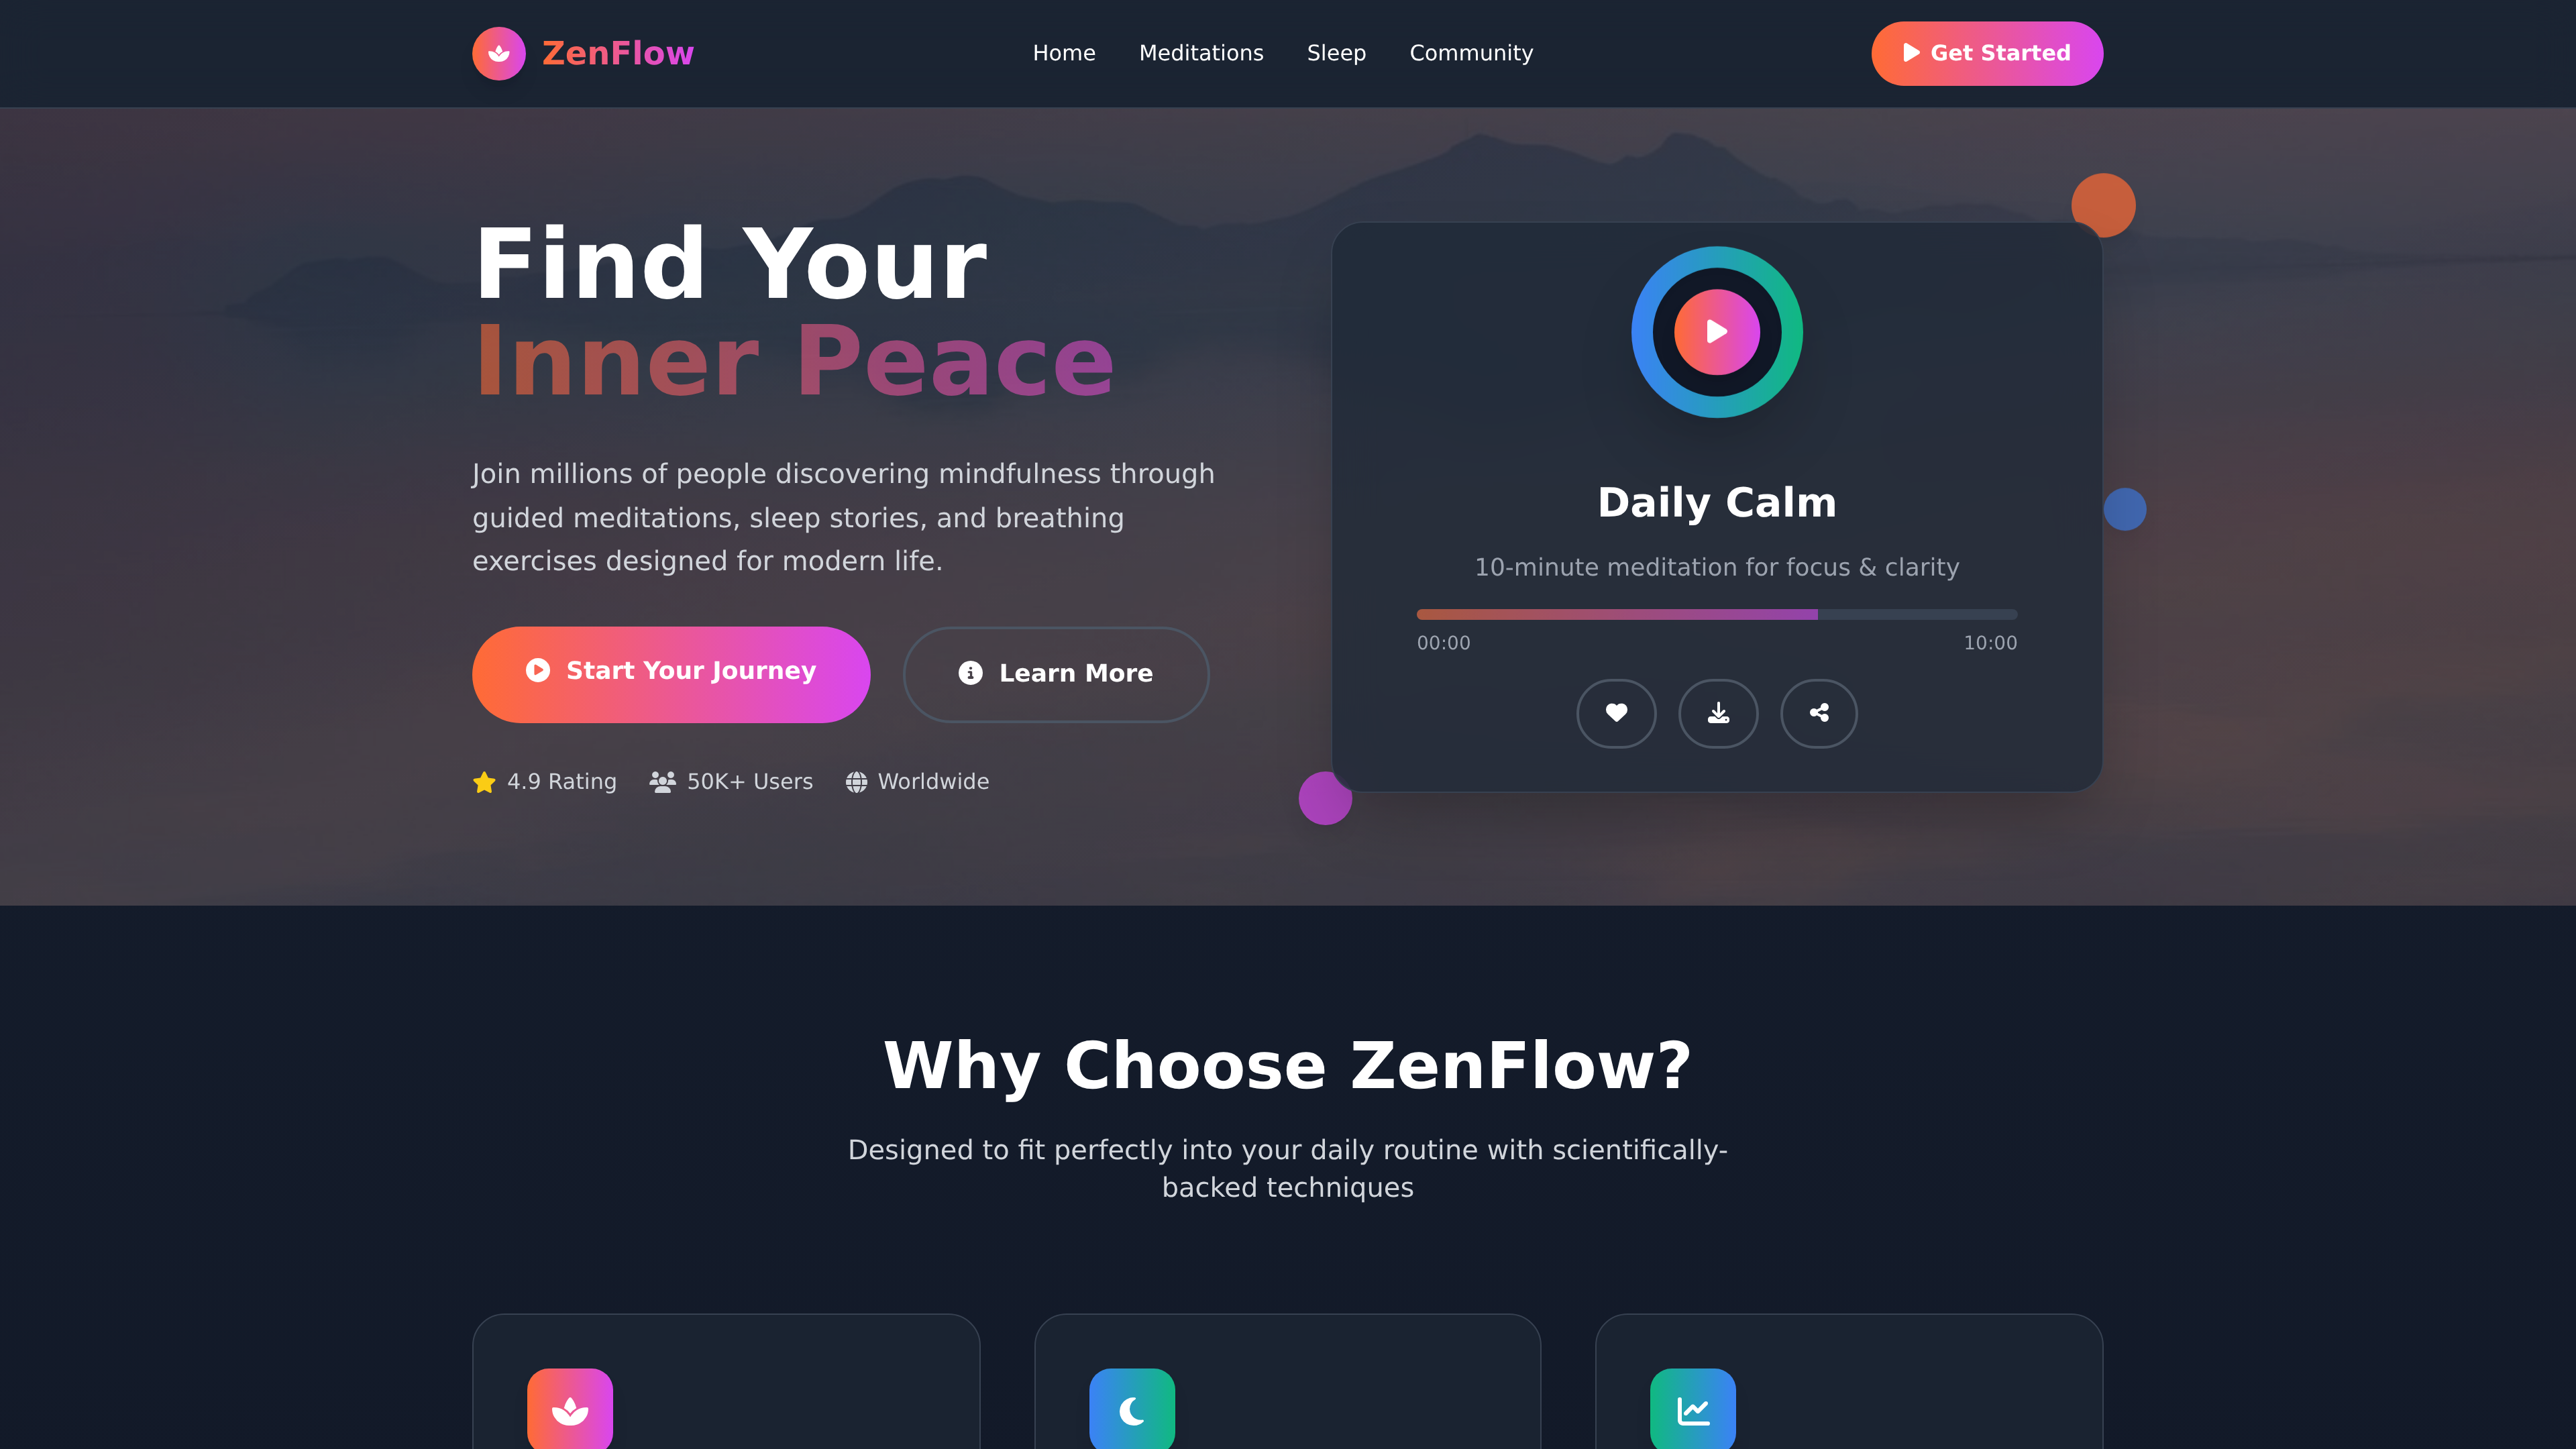 ZenFlow
Home
Meditations
Sleep
Community
Get Started
Find Your
Inner Peace
Join millions of people discovering mindfulness through
guided meditations, sleep stories, and breathing
exercises designed for modern life.
Start Your Journey
Learn More
4.9 Rating
50K+ Users
Worldwide
Daily Calm
10-minute meditation for focus & clarity
00:00
10:00
Why Choose ZenFlow?
Designed to fit perfectly into your daily routine with scientifically-
backed techniques